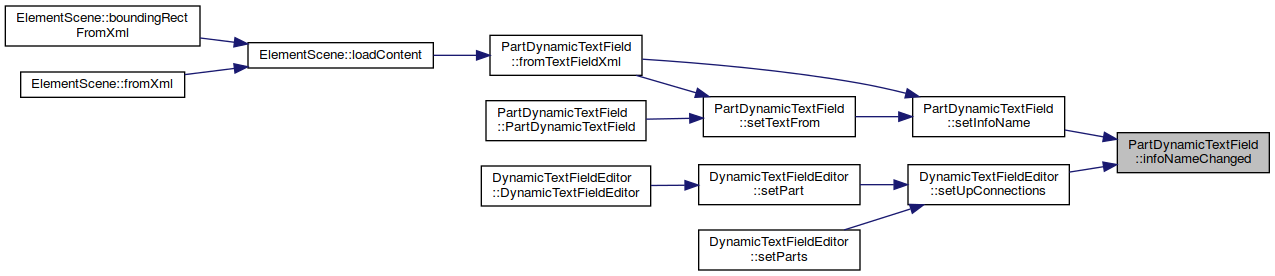 ElementScene::boundingRect
FromXml
ElementScene::fromXml
ElementScene::loadContent
PartDynamicTextField
::fromTextFieldXml
PartDynamicTextField
::PartDynamicTextField
DynamicTextFieldEditor
::DynamicTextFieldEditor
PartDynamicTextField
::setTextFrom
DynamicTextFieldEditor
::setPart
DynamicTextFieldEditor
::setParts
PartDynamicTextField
::setInfoName
DynamicTextFieldEditor
::setUpConnections
PartDynamicTextField
::infoNameChanged